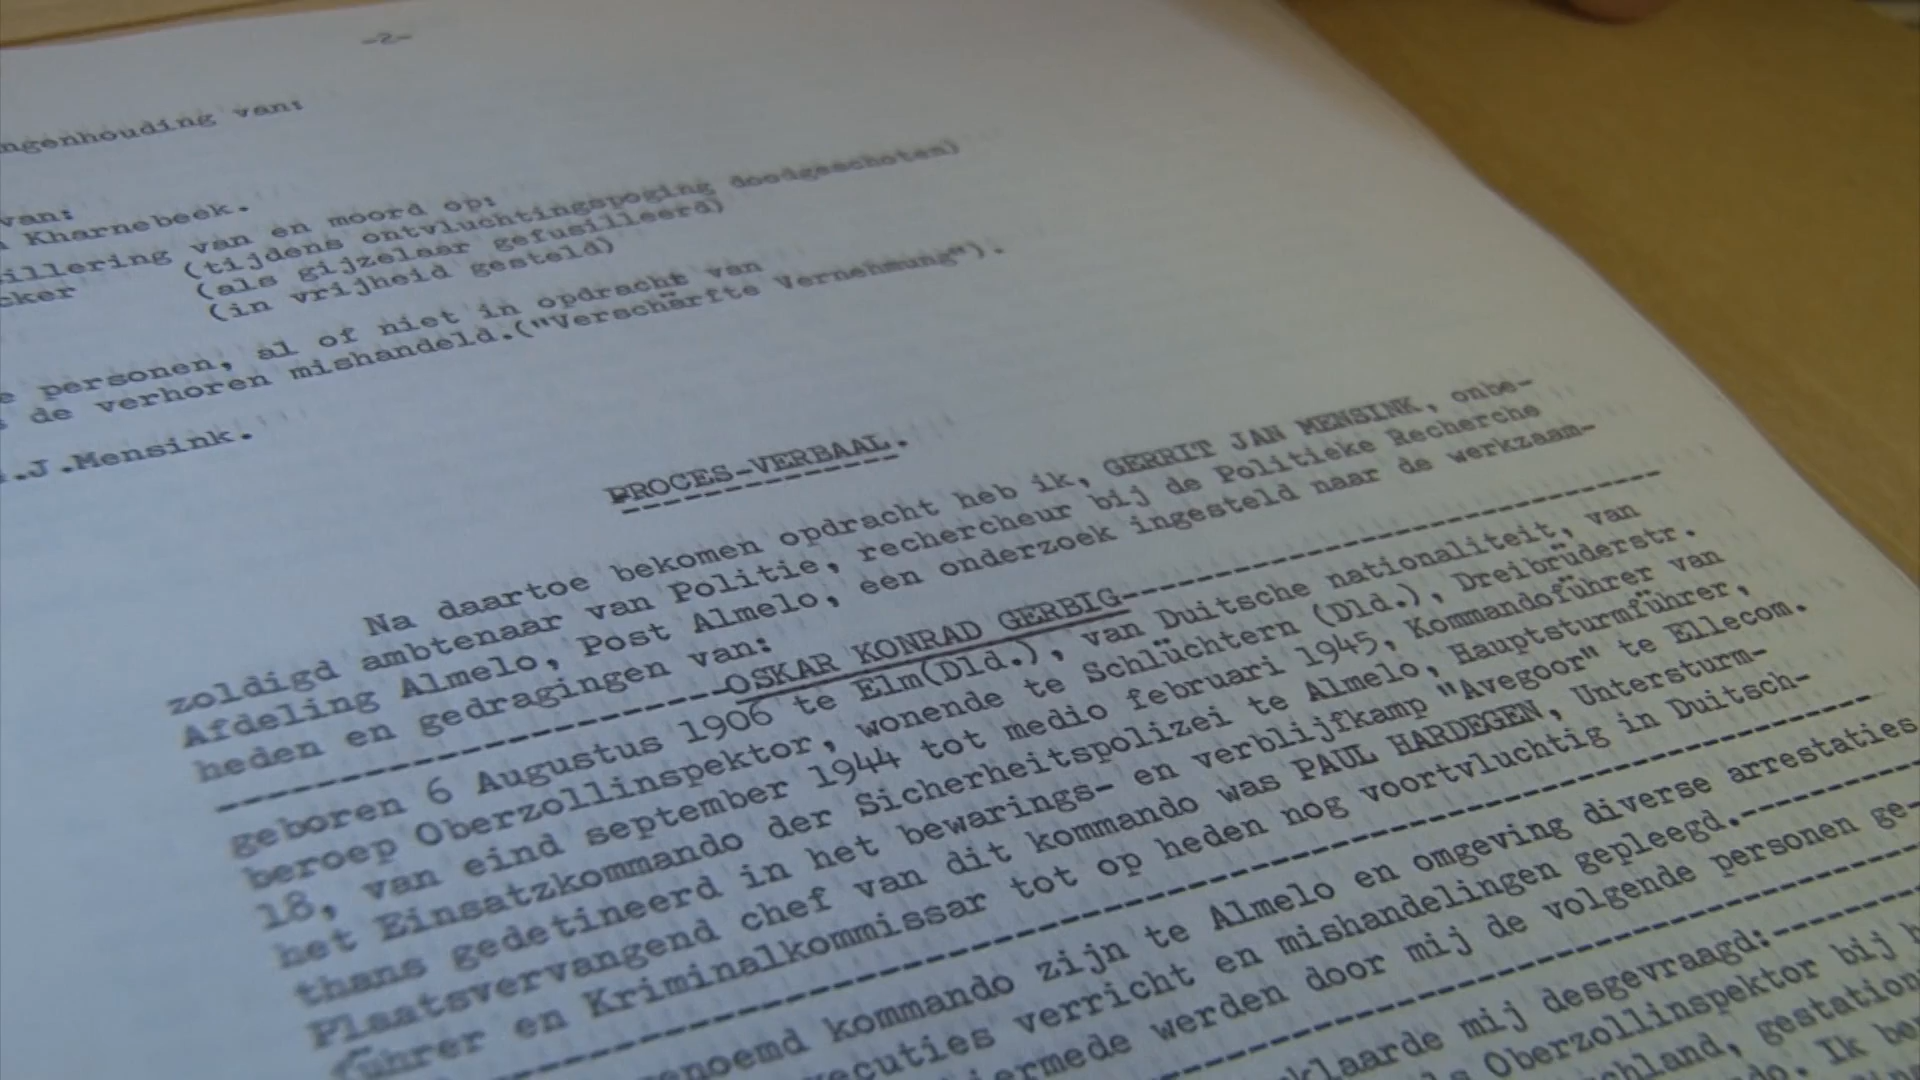 -2-
ngenhouding van:
van:
Kharnebeek.
illering van en moord op:
(tijdens ontvluchtingspoging doodgeschoten)
(als gijzelaar gefusilleerd)
cker (in vrijheid gesteld)
e personen, al of niet in opdracht van
de verhoren mishandeld.("Verschärfte Vernehmung").
.J.Mensink.
PROCES-VERBAAL.
Na daartoe bekomen opdracht heb ik, GERRIT JAN MENSINK, onbe-
zoldigd ambtenaar van Politie, rechercheur bij de Politieke Recherche
Afdeling Almelo, Post Almelo, een onderzoek ingesteld naar de werkzaam-
heden en gedragingen van:
OSKAR KONRAD GERBIG
geboren 6 Augustus 1906 te Elm(Dld.), van Duitsche nationaliteit, van
beroep Oberzollinspektor, wonende te Schlüchtern (Dld.), Dreibrüderstr.
18, van eind september 1944 tot medio februari 1945, Kommandoführer van
het Einsatzkommando der Sicherheitspolizei te Almelo, Hauptsturmführer,
thans gedetineerd in het bewarings- en verblijfkamp "Avegoor" te Ellecom.
Plaatsvervangend chef van dit kommando was PAUL HARDEGEN, Untersturm-
führer en Kriminalkommissar tot op heden nog voortvluchtig in Duitsch-
enoemd kommando zijn te Almelo en omgeving diverse arrestaties
ecuties verricht en mishandelingen gepleegd.
iermede werden door mij de volgende personen ge-
klaarde mij desgevraagd:
Oberzollinspektor bij h
chland, gestation
do. Ik be